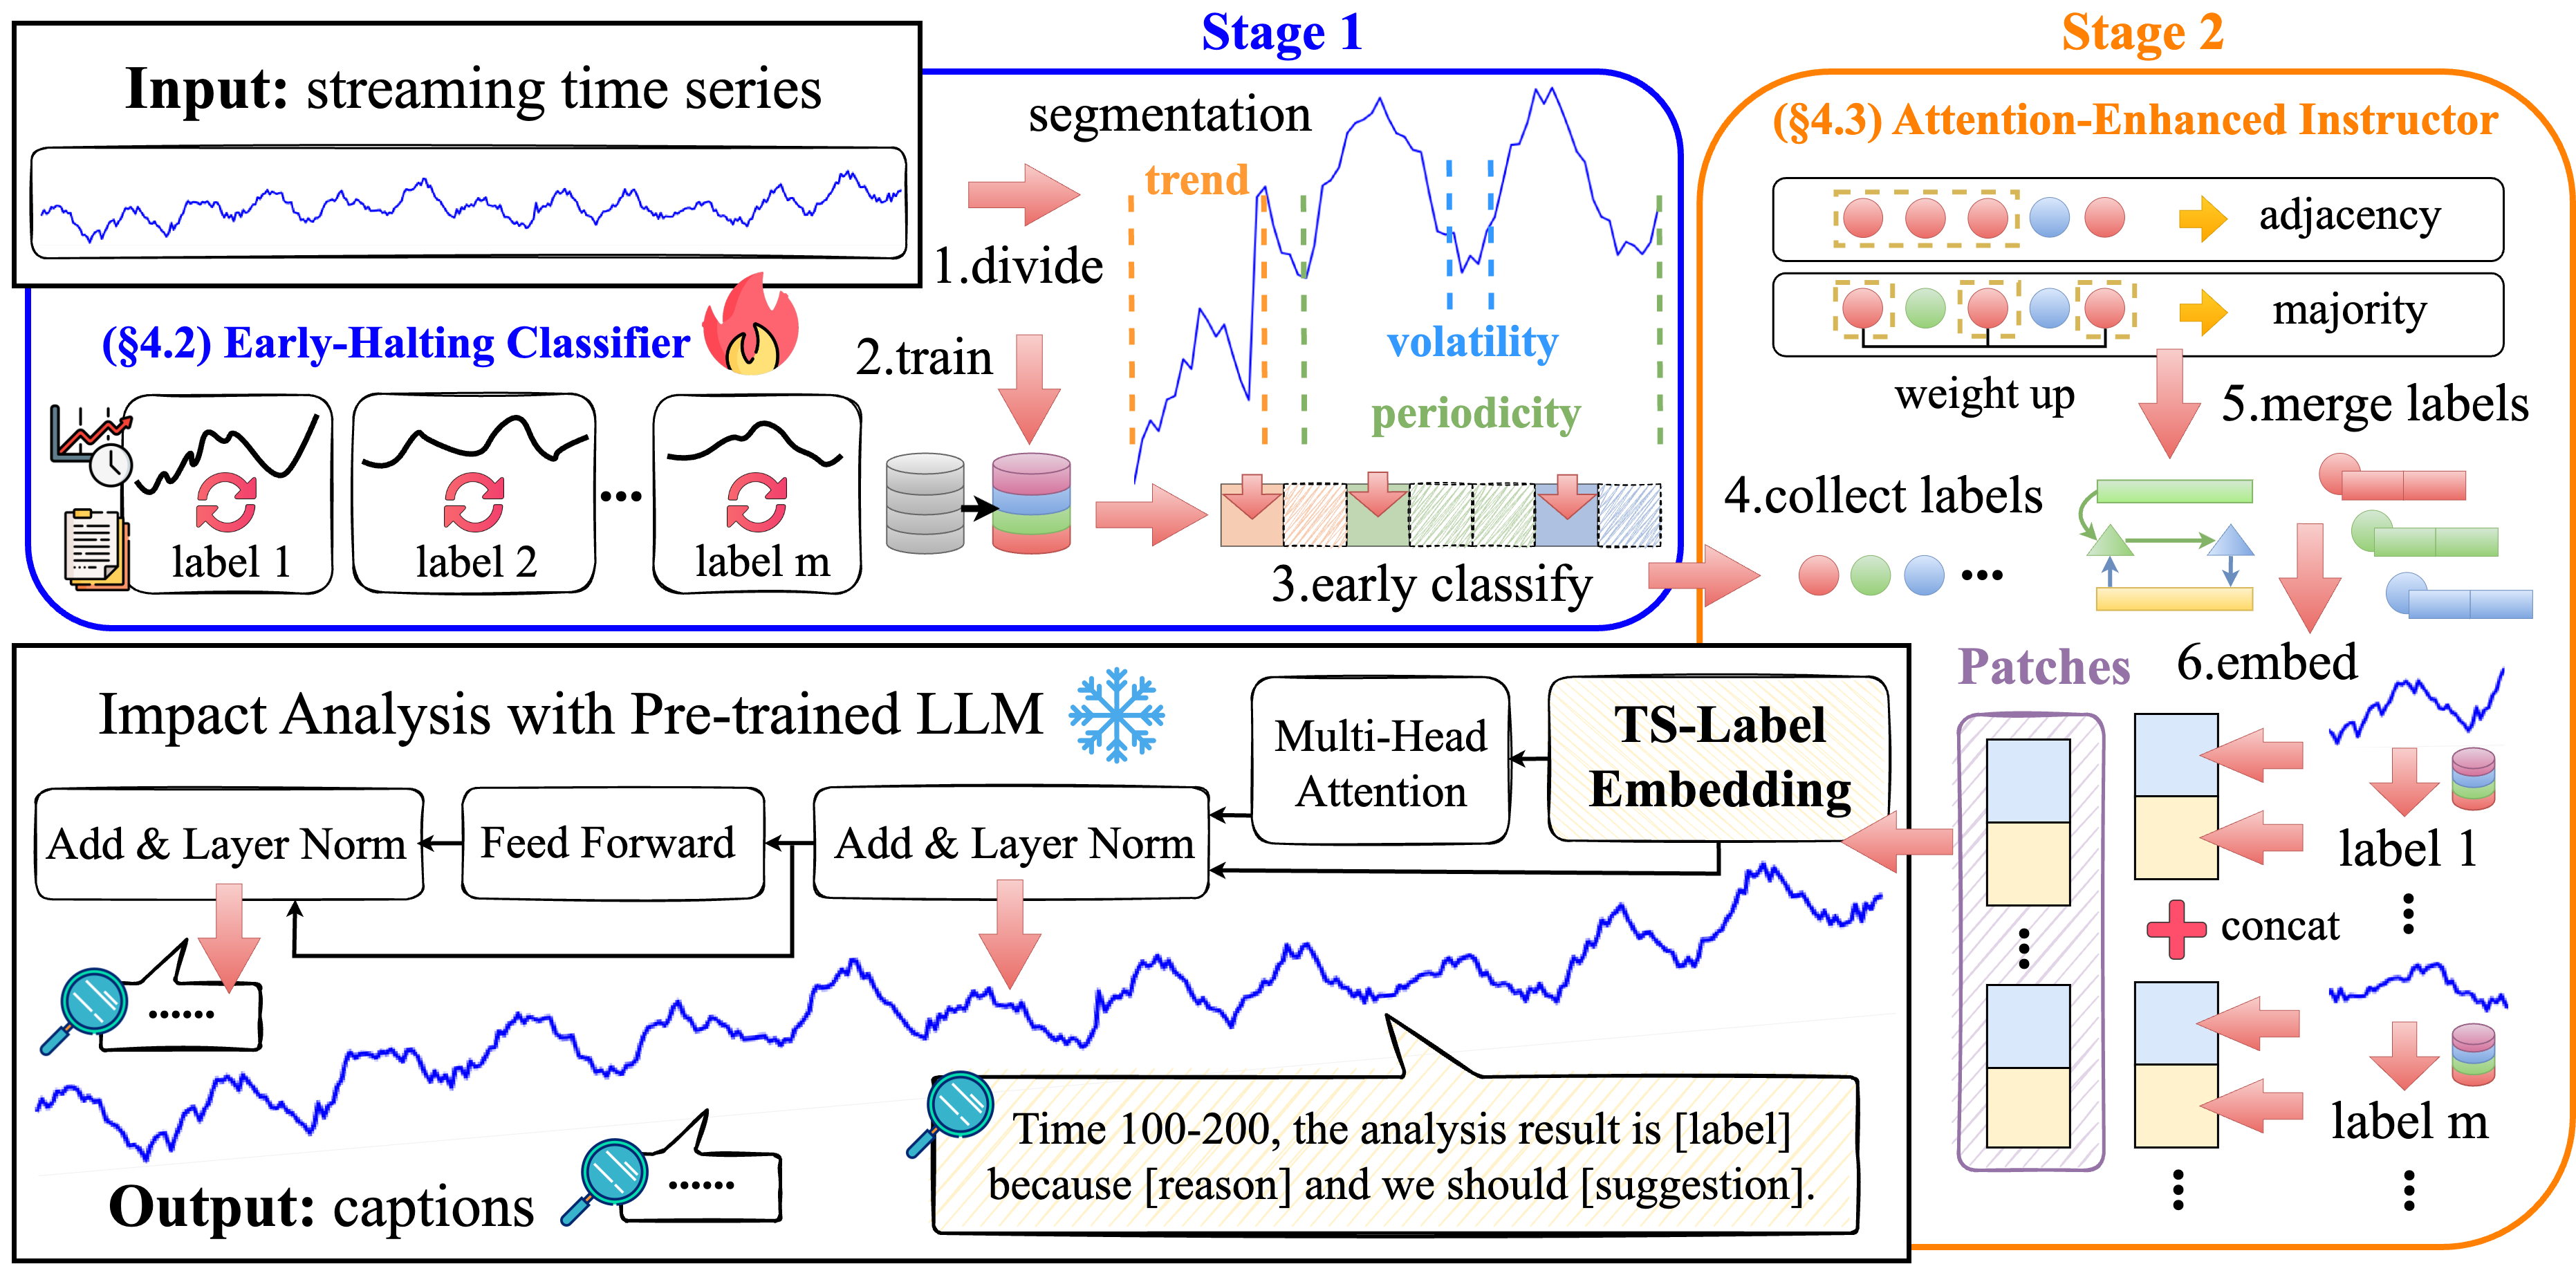 Stage 1
Stage 2
Input: streaming time series
segmentation
trend
1.divide
volatility
periodicity
(§4.2) Early-Halting Classifier
2.train
label 1
label 2
...
label m
3.early classify
(§4.3) Attention-Enhanced Instructor
adjacency
majority
weight up
5.merge labels
4.collect labels
...
Patches
6.embed
label 1
concat
label m
Impact Analysis with Pre-trained LLM
Multi-Head
Attention
TS-Label
Embedding
Add & Layer Norm
Feed Forward
Add & Layer Norm
......
Time 100-200, the analysis result is [label]
because [reason] and we should [suggestion].
......
Output: captions